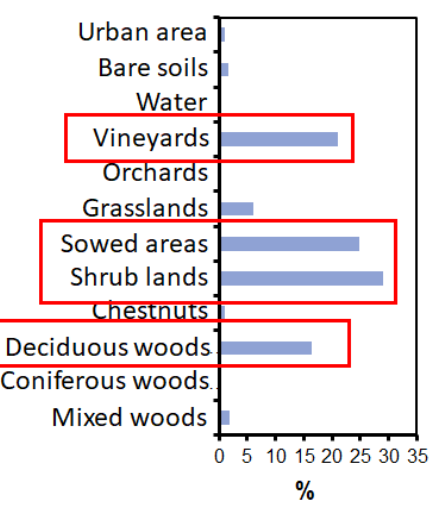 Urban area
Bare soils
Water
Vineyards
Orchards
Grasslands
Sowed areas
Shrub lands
Chestnuts
Deciduous woods
Coniferous woods
Mixed woods
0 5 10 15 20 25 30 35
%